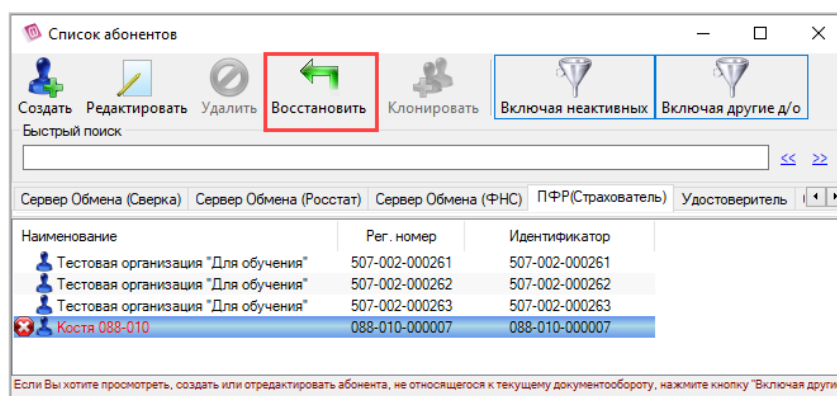 Список абонентов
Создать Редактировать Удалить Восстановить Клонировать Включая неактивных Включая другие д/о
Быстрый поиск
<< >>
Сервер Обмена (Сверка) Сервер Обмена (Росстат) Сервер Обмена (ФНС) ПФР(Страхователь) Удостоверитель
Наименование Рег. номер Идентификатор
Тестовая организация "Для обучения" 507-002-000261 507-002-000261
Тестовая организация "Для обучения" 507-002-000262 507-002-000262
Тестовая организация "Для обучения" 507-002-000263 507-002-000263
Костя 088-010 088-010-000007 088-010-000007
Если Вы хотите просмотреть, создать или отредактировать абонента, не относящегося к текущему документообороту, нажмите кнопку "Включая други